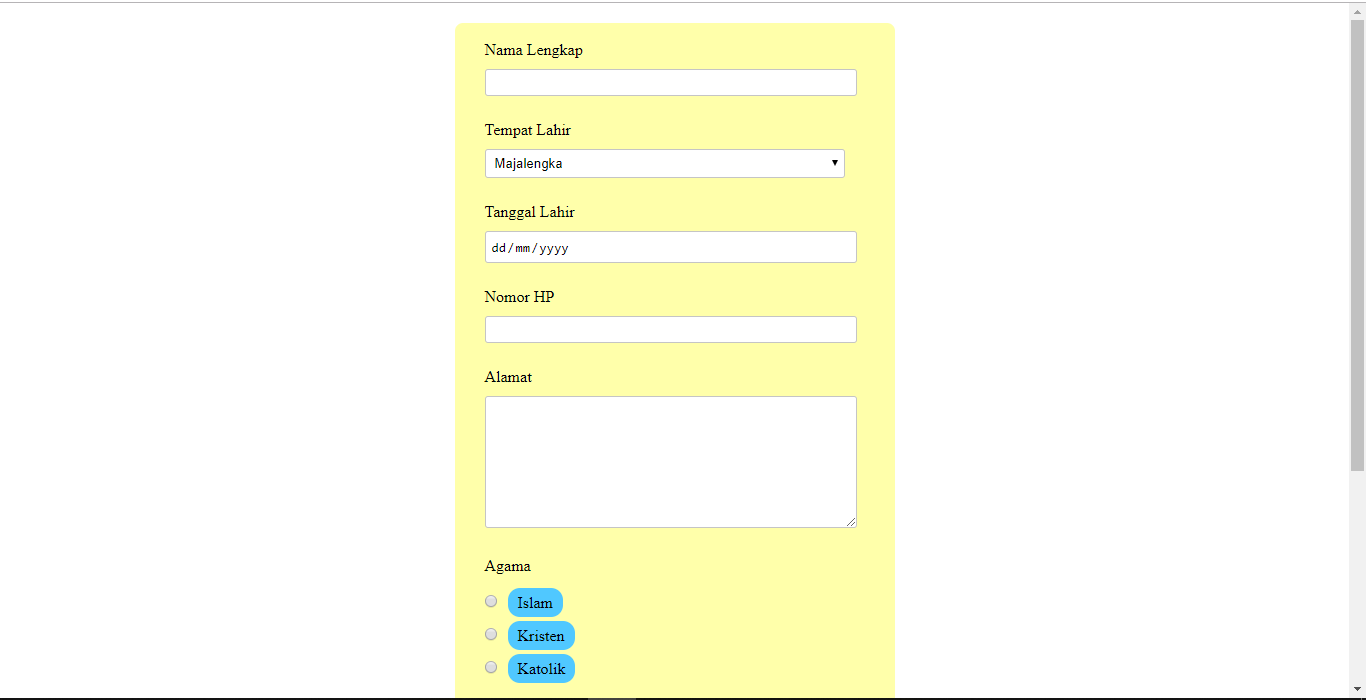 Nama Lengkap
Tempat Lahir
Majalengka
Tanggal Lahir
dd/mm/yyyy
Nomor HP
Alamat
Agama
Islam
Kristen
Katolik